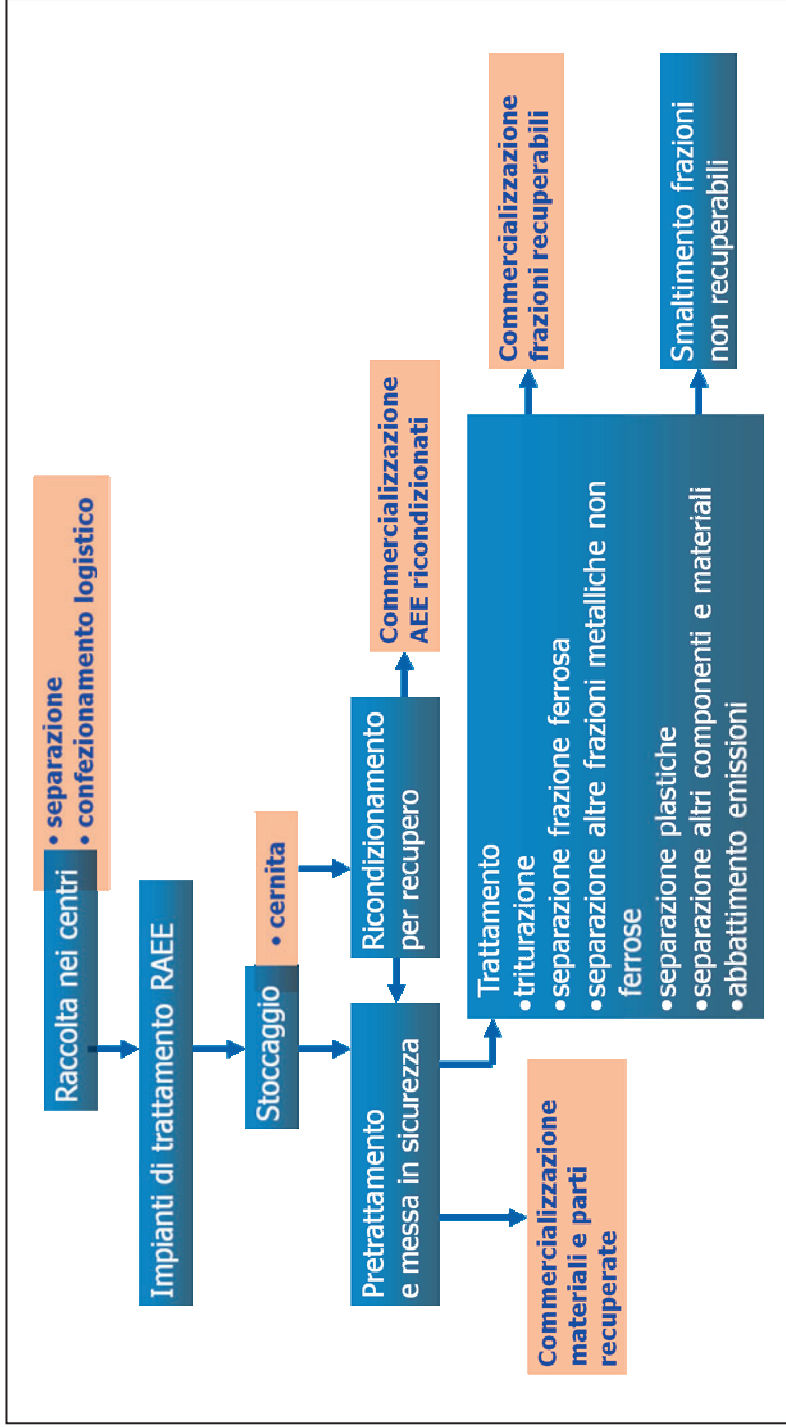 Raccolta nei centri
• separazione
• confezionamento logistico
Impianti di trattamento RAEE
Stoccaggio
• cernita
Pretrattamento
e messa in sicurezza
Ricondizionamento
per recupero
Commercializzazione
AEE ricondizionati
Commercializzazione
materiali e parti
recuperate
Trattamento
•triturazione
•separazione frazione ferrosa
•separazione altre frazioni metalliche non
ferrose
•separazione plastiche
•separazione altri componenti e materiali
•abbattimento emissioni
Commercializzazione
frazioni recuperabili
Smaltimento frazioni
non recuperabili